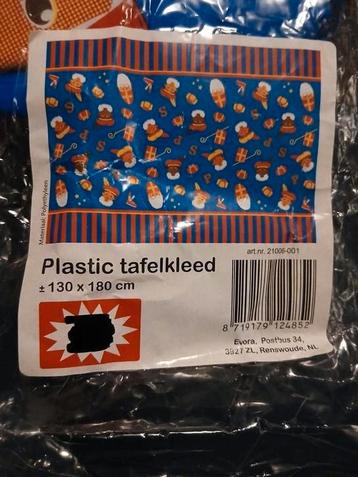 Materiaal: Polyethyleen
art.nr. 21006-001
Plastic tafelkleed
± 130 x 180 cm
8 719179 124852
Evora, Postbus 34,
3927 ZL, Renswoude, NL